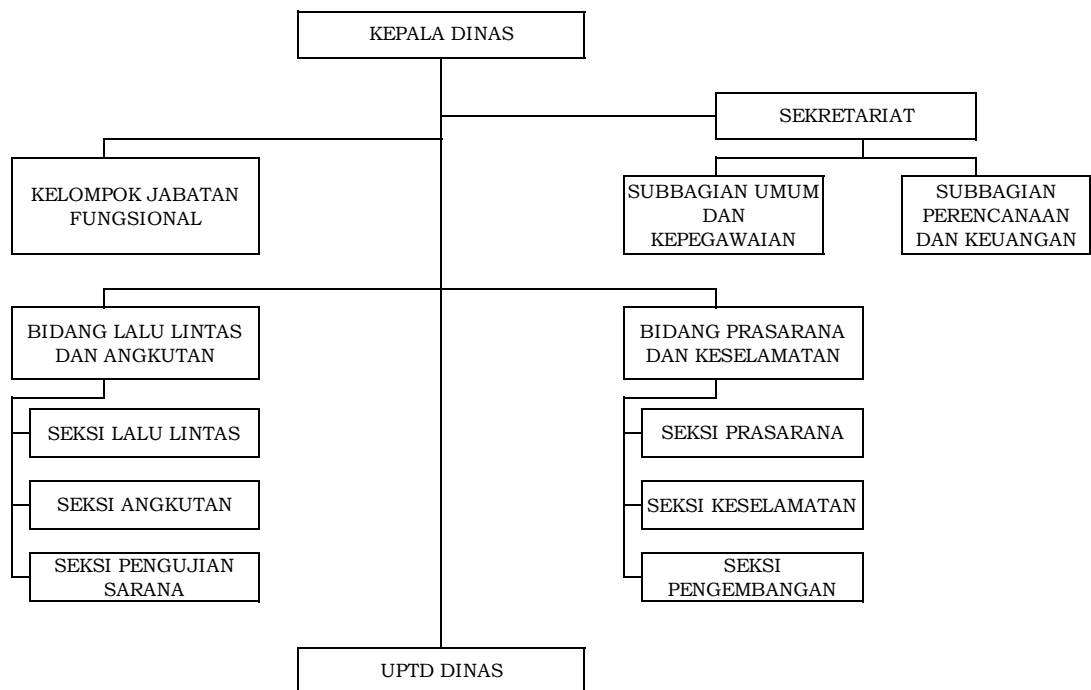 KEPALA DINAS
SEKRETARIAT
KELOMPOK JABATAN
FUNGSIONAL
SUBBAGIAN UMUM
DAN
KEPEGAWAIAN
SUBBAGIAN
PERENCANAAN
DAN KEUANGAN
BIDANG LALU LINTAS
DAN ANGKUTAN
SEKSI LALU LINTAS
SEKSI ANGKUTAN
SEKSI PENGUJIAN
SARANA
BIDANG PRASARANA
DAN KESELAMATAN
SEKSI PRASARANA
SEKSI KESELAMATAN
SEKSI
PENGEMBANGAN
UPTD DINAS